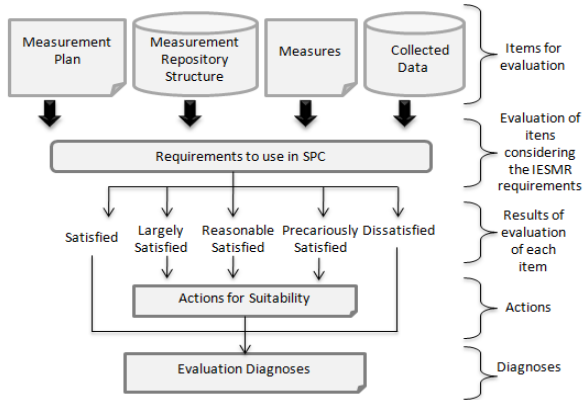 Measurement
Plan
Measurement
Repository
Structure
Measures
Collected
Data
Items for
evaluation
Evaluation of
itens
considering
the IESMR
requirements
Requirements to use in SPC
Satisfied
Largely
Satisfied
Reasonable
Satisfied
Precariously
Satisfied
Dissatisfied
Results of
evaluation
of each
item
Actions for Suitability
Actions
Evaluation Diagnoses
Diagnoses